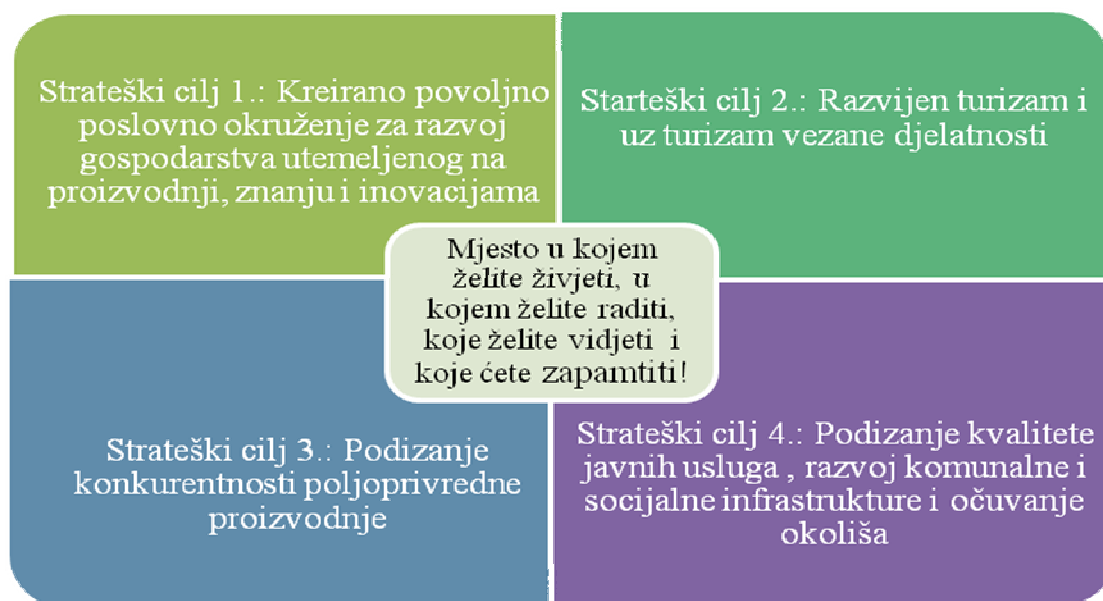 Strateški cilj 1.: Kreirano povoljno
poslovno okruženje za razvoj
gospodarstva utemeljenog na
proizvodnji, znanju i inovacijama
Starteški cilj 2.: Razvijen turizam i
uz turizam vezane djelatnosti
Mjesto u kojem
želite živjeti, u
kojem želite raditi,
koje želite vidjeti i
koje ćete zapamtiti!
Strateški cilj 3.: Podizanje
konkurentnosti poljoprivredne
proizvodnje
Strateški cilj 4.: Podizanje kvalitete
javnih usluga , razvoj komunalne i
socijalne infrastrukture i očuvanje
okoliša